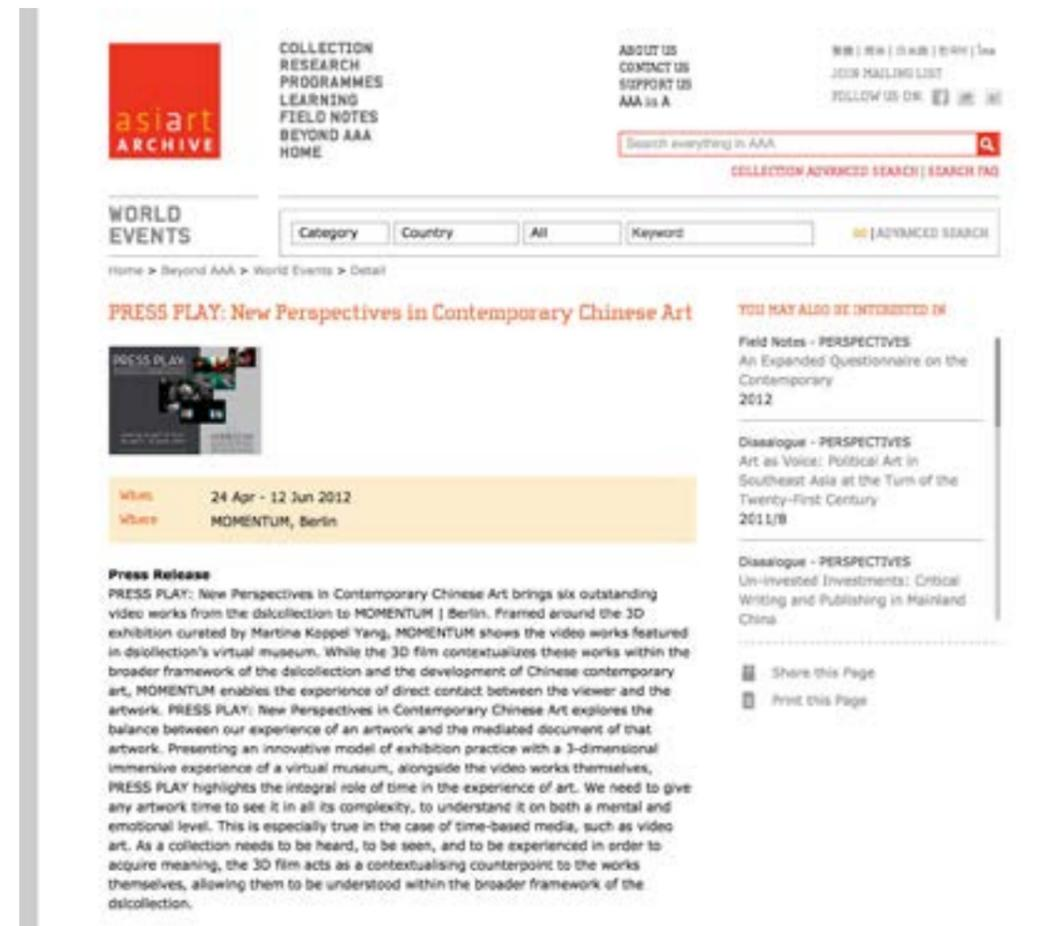 asiart
ARCHIVE
COLLECTION
RESEARCH
PROGRAMMES
LEARNING
FIELD NOTES
BEYOND AAA
HOME
ABOUT US
CONTACT US
SUPPORT US
AAA in A
JOIN MAILING LIST
FOLLOW US ON:
Search everything in AAA
COLLECTION ADVANCED SEARCH | SEARCH FAQ
WORLD
EVENTS
Category Country All Keyword GO | ADVANCED SEARCH
Home > Beyond AAA > World Events > Detail
PRESS PLAY: New Perspectives in Contemporary Chinese Art
PRESS PLAY
When 24 Apr - 12 Jun 2012
Where MOMENTUM, Berlin
Press Release
PRESS PLAY: New Perspectives in Contemporary Chinese Art brings six outstanding
video works from the dslcollection to MOMENTUM | Berlin. Framed around the 3D
exhibition curated by Martina Koppel Yang, MOMENTUM shows the video works featured
in dslollection's virtual museum. While the 3D film contextualizes these works within the
broader framework of the dslcollection and the development of Chinese contemporary
art, MOMENTUM enables the experience of direct contact between the viewer and the
artwork. PRESS PLAY: New Perspectives in Contemporary Chinese Art explores the
balance between our experience of an artwork and the mediated document of that
artwork. Presenting an innovative model of exhibition practice with a 3-dimensional
immersive experience of a virtual museum, alongside the video works themselves,
PRESS PLAY highlights the integral role of time in the experience of art. We need to give
any artwork time to see it in all its complexity, to understand it on both a mental and
emotional level. This is especially true in the case of time-based media, such as video
art. As a collection needs to be heard, to be seen, and to be experienced in order to
acquire meaning, the 3D film acts as a contextualising counterpoint to the works
themselves, allowing them to be understood within the broader framework of the
dslcollection.
YOU MAY ALSO BE INTERESTED IN
Field Notes - PERSPECTIVES
An Expanded Questionnaire on the
Contemporary
2012
Diaaalogue - PERSPECTIVES
Art as Voice: Political Art in
Southeast Asia at the Turn of the
Twenty-First Century
2011/8
Diaaalogue - PERSPECTIVES
Un-invested Investments: Critical
Writing and Publishing in Mainland
China
Share this Page
Print this Page